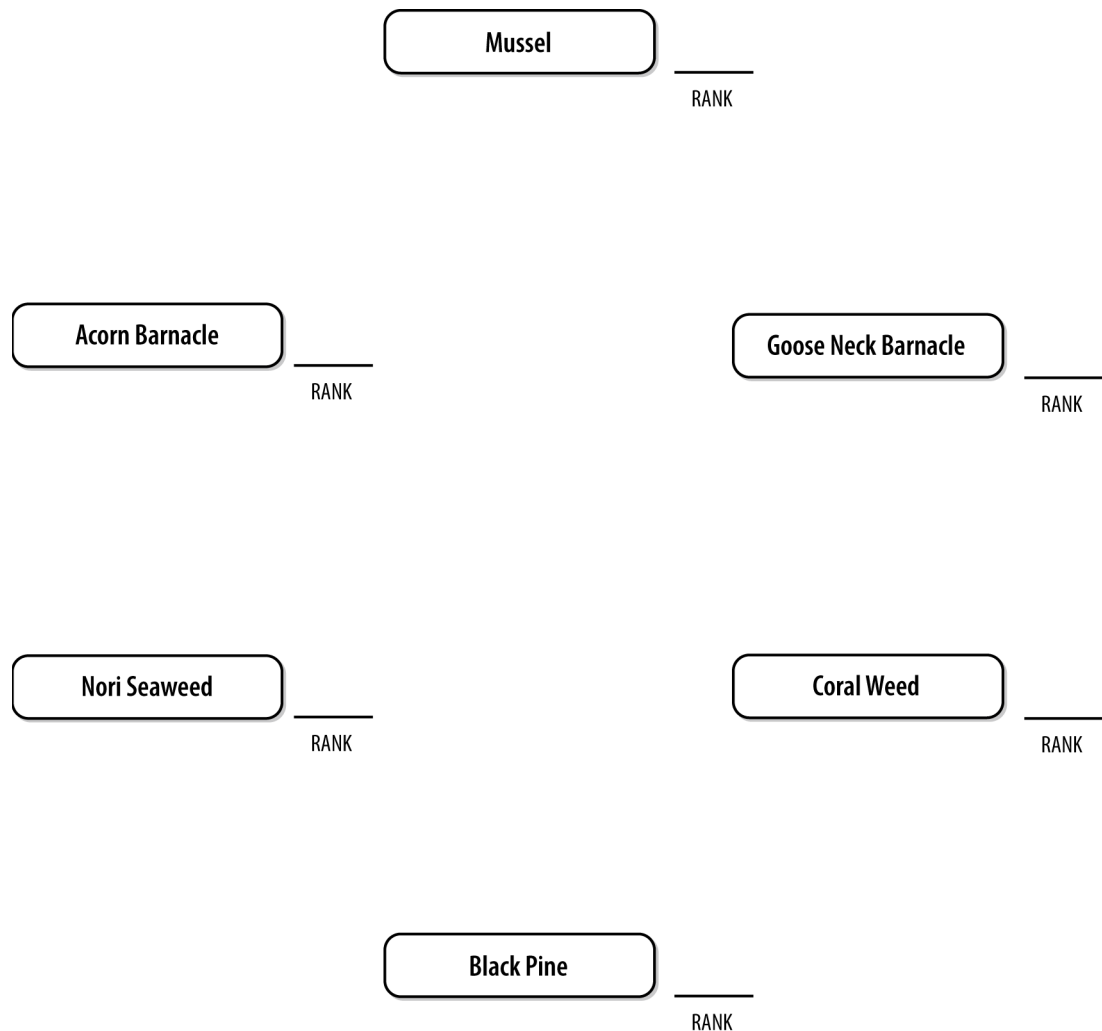 Mussel
RANK
Acorn Barnacle
RANK
Goose Neck Barnacle
RANK
Nori Seaweed
RANK
Coral Weed
RANK
Black Pine
RANK